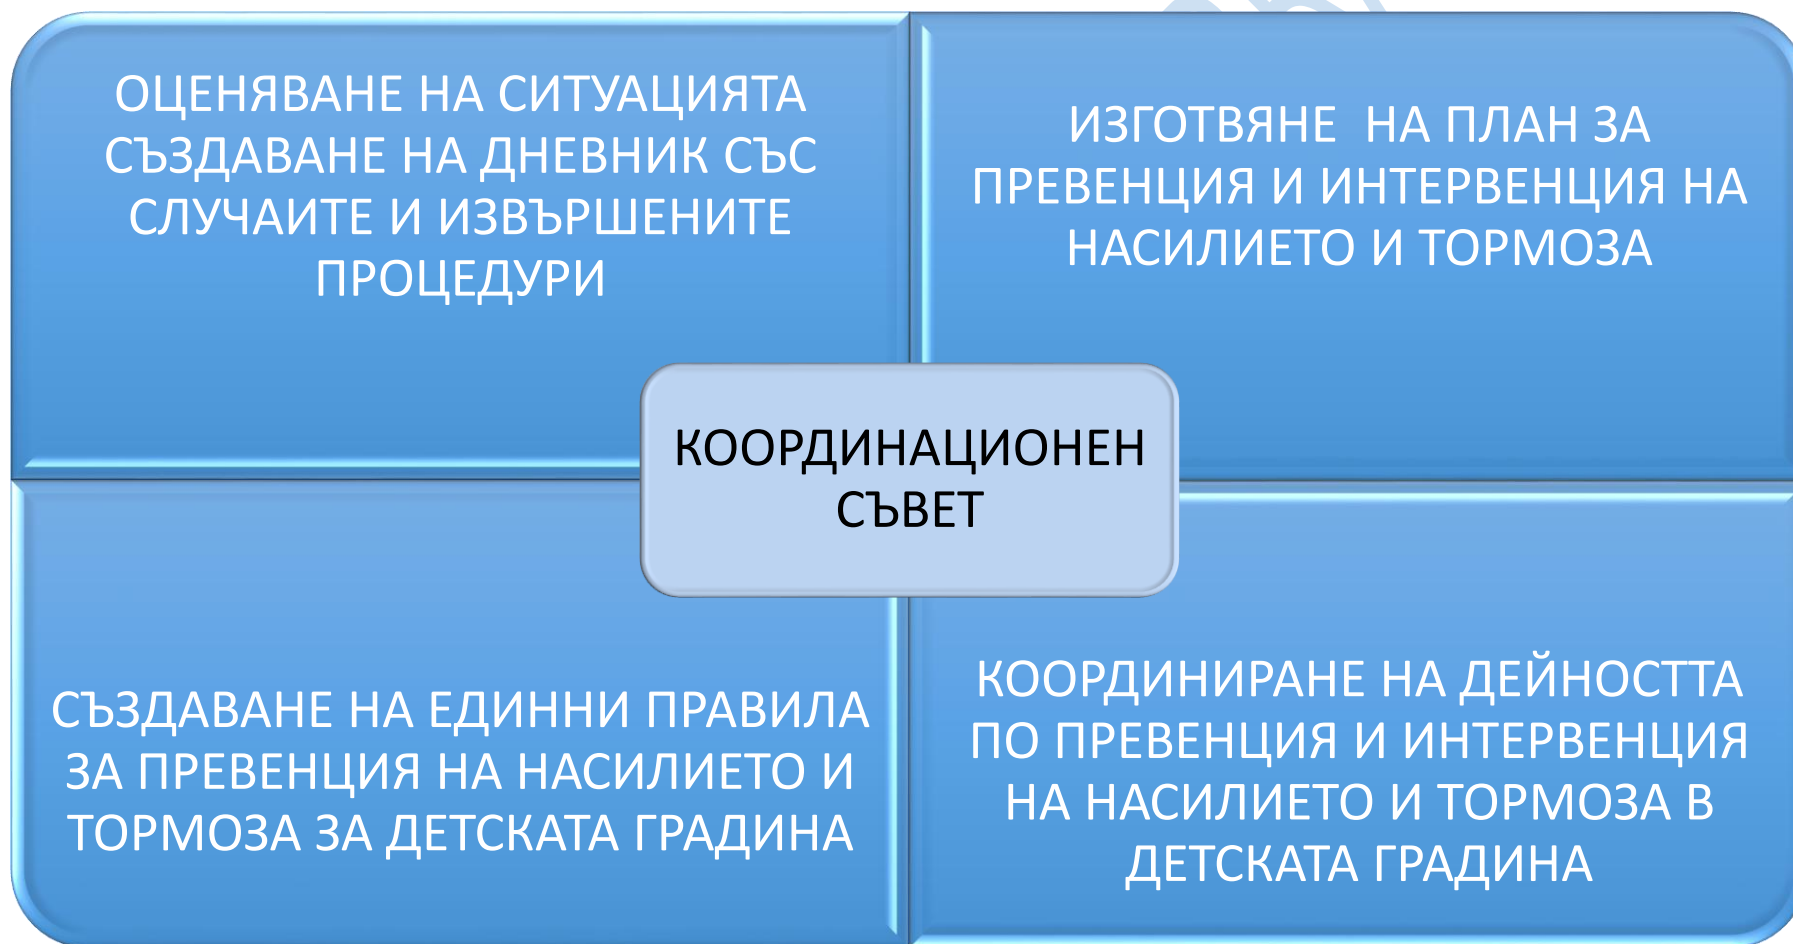 ОЦЕНЯВАНЕ НА СИТУАЦИЯТА
СЪЗДАВАНЕ НА ДНЕВНИК СЪС
СЛУЧАИТЕ И ИЗВЪРШЕНИТЕ
ПРОЦЕДУРИ
ИЗГОТВЯНЕ НА ПЛАН ЗА
ПРЕВЕНЦИЯ И ИНТЕРВЕНЦИЯ НА
НАСИЛИЕТО И ТОРМОЗА
КООРДИНАЦИОНЕН
СЪВЕТ
СЪЗДАВАНЕ НА ЕДИННИ ПРАВИЛА
ЗА ПРЕВЕНЦИЯ НА НАСИЛИЕТО И
ТОРМОЗА ЗА ДЕТСКАТА ГРАДИНА
КООРДИНИРАНЕ НА ДЕЙНОСТТА
ПО ПРЕВЕНЦИЯ И ИНТЕРВЕНЦИЯ
НА НАСИЛИЕТО И ТОРМОЗА В
ДЕТСКАТА ГРАДИНА